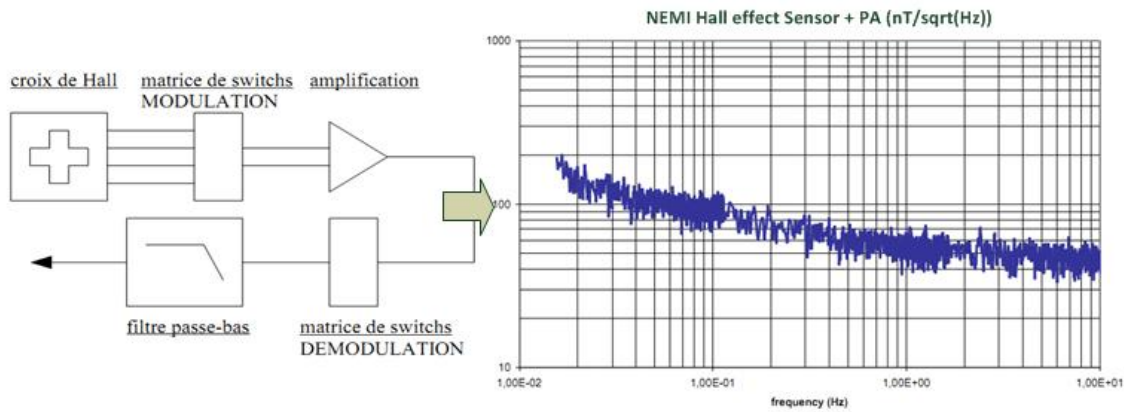 NEMI Hall effect Sensor + PA (nT/sqrt(Hz))
croix de Hall
matrice de switchs
MODULATION
amplification
filtre passe-bas
matrice de switchs
DEMODULATION
1000
10
1,00E-02
1,00E-01
1,00E+00
1,00E+01
frequency (Hz)